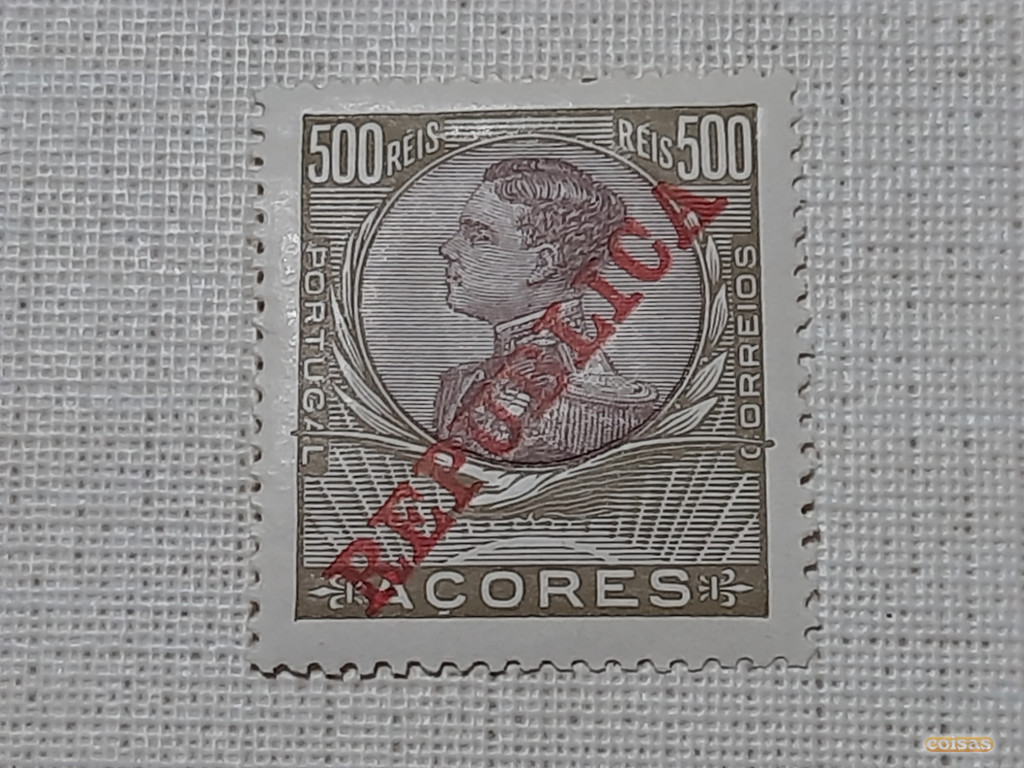 500 RÉIS RÉIS 500
PORTUGAL
CORREIOS
REPUBLICA
AÇORES
coisas